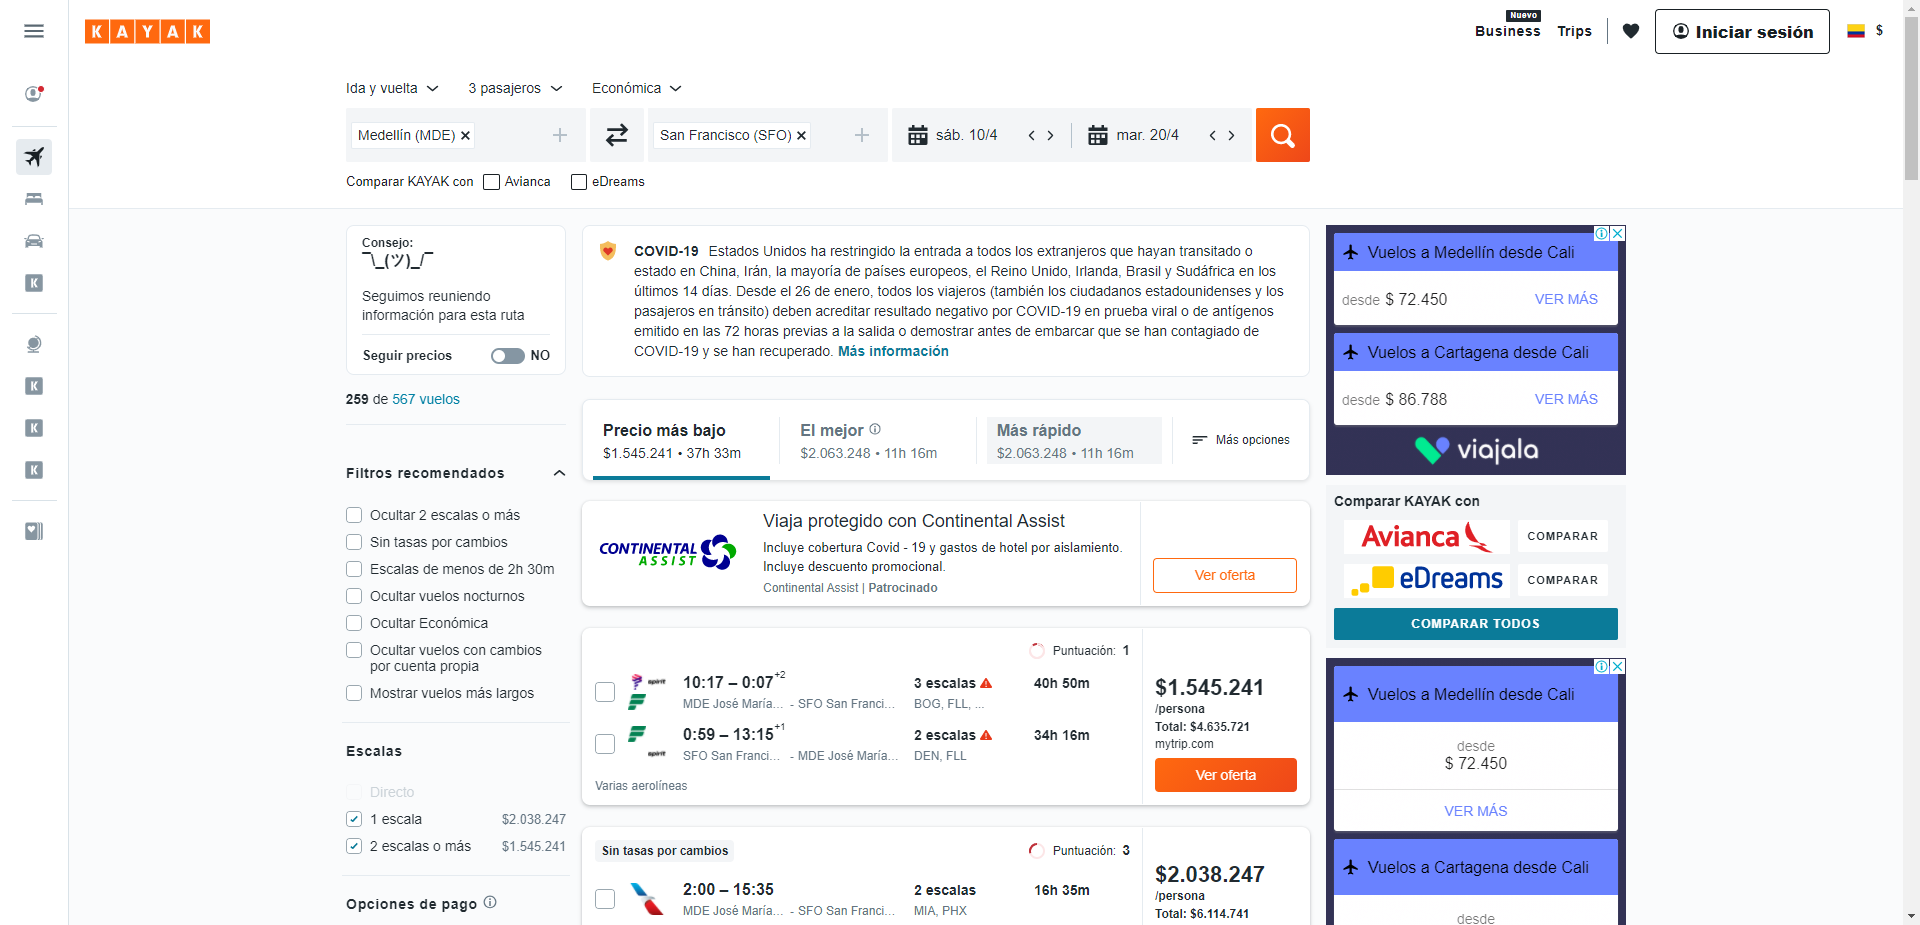 KAYAK
Nuevo
Business
Trips
Iniciar sesión
$
Ida y vuelta
3 pasajeros
Económica
Medellín (MDE)
San Francisco (SFO)
sáb. 10/4
mar. 20/4
Comparar KAYAK con
Avianca
eDreams
Consejo:
¯\_(ツ)_/¯
Seguimos reuniendo
información para esta ruta
Seguir precios
NO
259 de 567 vuelos
Filtros recomendados
Ocultar 2 escalas o más
Sin tasas por cambios
Escalas de menos de 2h 30m
Ocultar vuelos nocturnos
Ocultar Económica
Ocultar vuelos con cambios
por cuenta propia
Mostrar vuelos más largos
Escalas
Directo
1 escala $2.038.247
2 escalas o más $1.545.241
Opciones de pago
COVID-19 Estados Unidos ha restringido la entrada a todos los extranjeros que hayan transitado o
estado en China, Irán, la mayoría de países europeos, el Reino Unido, Irlanda, Brasil y Sudáfrica en los
últimos 14 días. Desde el 26 de enero, todos los viajeros (también los ciudadanos estadounidenses y los
pasajeros en tránsito) deben acreditar resultado negativo por COVID-19 en prueba viral o de antígenos
emitido en las 72 horas previas a la salida o demostrar antes de embarcar que se han contagiado de
COVID-19 y se han recuperado. Más información
Precio más bajo
$1.545.241 • 37h 33m
El mejor
$2.063.248 • 11h 16m
Más rápido
$2.063.248 • 11h 16m
Más opciones
CONTINENTAL
ASSIST
Viaja protegido con Continental Assist
Incluye cobertura Covid - 19 y gastos de hotel por aislamiento.
Incluye descuento promocional.
Continental Assist | Patrocinado
Ver oferta
Puntuación: 1
spirit
10:17 – 0:07+2
MDE José María... - SFO San Franci...
3 escalas
BOG, FLL, ...
40h 50m
spirit
0:59 – 13:15+1
SFO San Franci... - MDE José María...
2 escalas
DEN, FLL
34h 16m
Varias aerolíneas
$1.545.241
/persona
Total: $4.635.721
mytrip.com
Ver oferta
Sin tasas por cambios
Puntuación: 3
2:00 – 15:35
MDE José María... - SFO San Franci...
2 escalas
MIA, PHX
16h 35m
$2.038.247
/persona
Total: $6.114.741
Vuelos a Medellín desde Cali
desde $ 72.450
VER MÁS
Vuelos a Cartagena desde Cali
desde $ 86.788
VER MÁS
viajala
Comparar KAYAK con
Avianca
COMPARAR
eDreams
COMPARAR
COMPARAR TODOS
Vuelos a Medellín desde Cali
desde
$ 72.450
VER MÁS
Vuelos a Cartagena desde Cali
desde
K
K
K
K